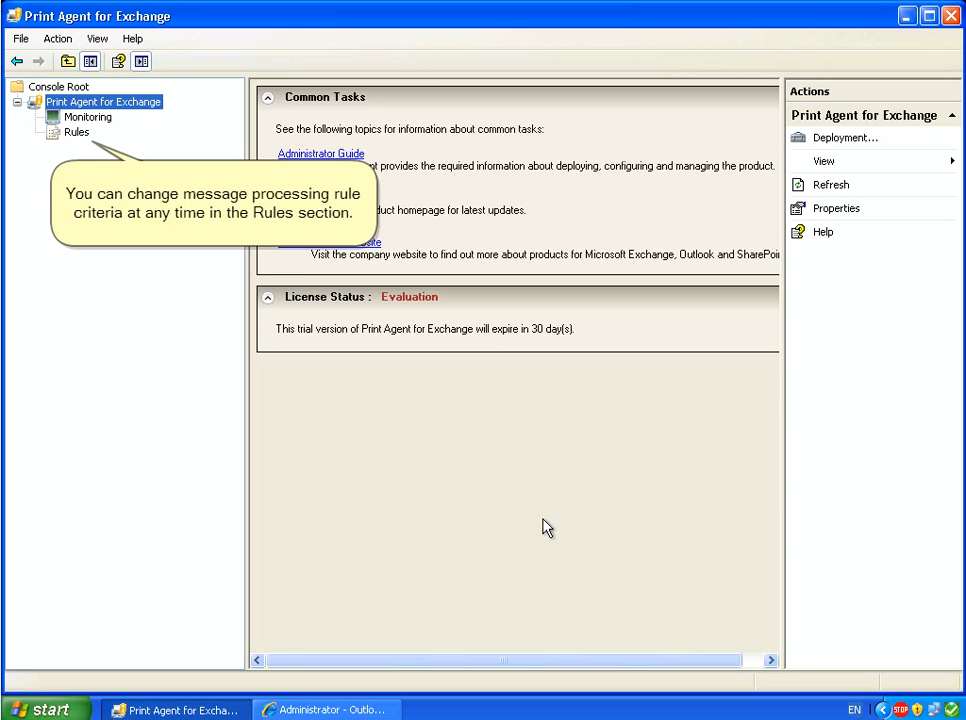 Print Agent for Exchange
File Action View Help
Console Root
Print Agent for Exchange
Monitoring
Rules
You can change message processing rule
criteria at any time in the Rules section.
Common Tasks
See the following topics for information about common tasks:
Administrator Guide
provides the required information about deploying, configuring and managing the product.
homepage for latest updates.
Visit the company website to find out more about products for Microsoft Exchange, Outlook and
License Status : Evaluation
This trial version of Print Agent for Exchange will expire in 30 day(s).
Actions
Print Agent for Exchange
Deployment...
View
Refresh
Properties
Help
start
Print Agent for Excha...
Administrator - Outlo...
EN
STOP